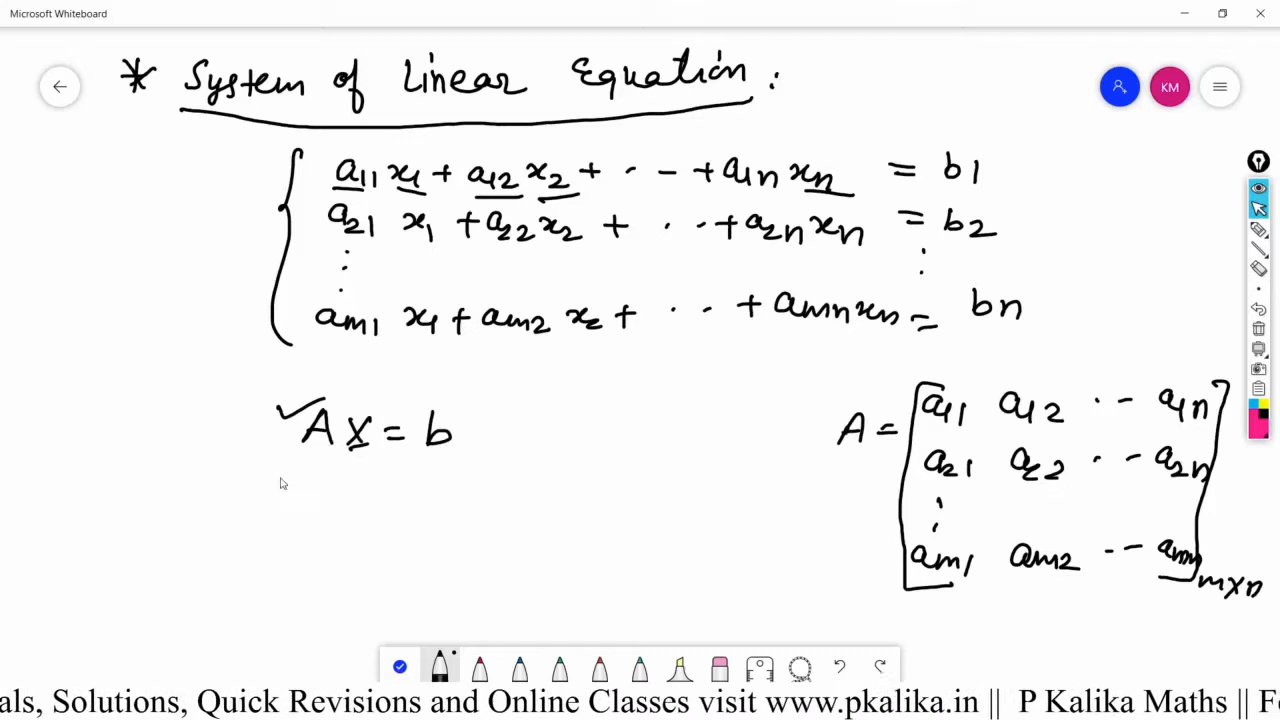 Microsoft Whiteboard
* System of Linear Equation :
KM
a11 x1 + a12 x2 + ·· − + a1n xn = b1
a21 x1 + a22 x2 + · ·· + a2n xn = b2
⋮ ⋮
am1 x1 + am2 x2 + · ·· + amn xn = bn
✓ A x = b
A = [ a11 a12 ·· − a1n
a21 a22 · ·− a2n
⋮
am1 am2 ·· − amn ] m×n
als, Solutions, Quick Revisions and Online Classes visit www.pkalika.in || P Kalika Maths || Fo